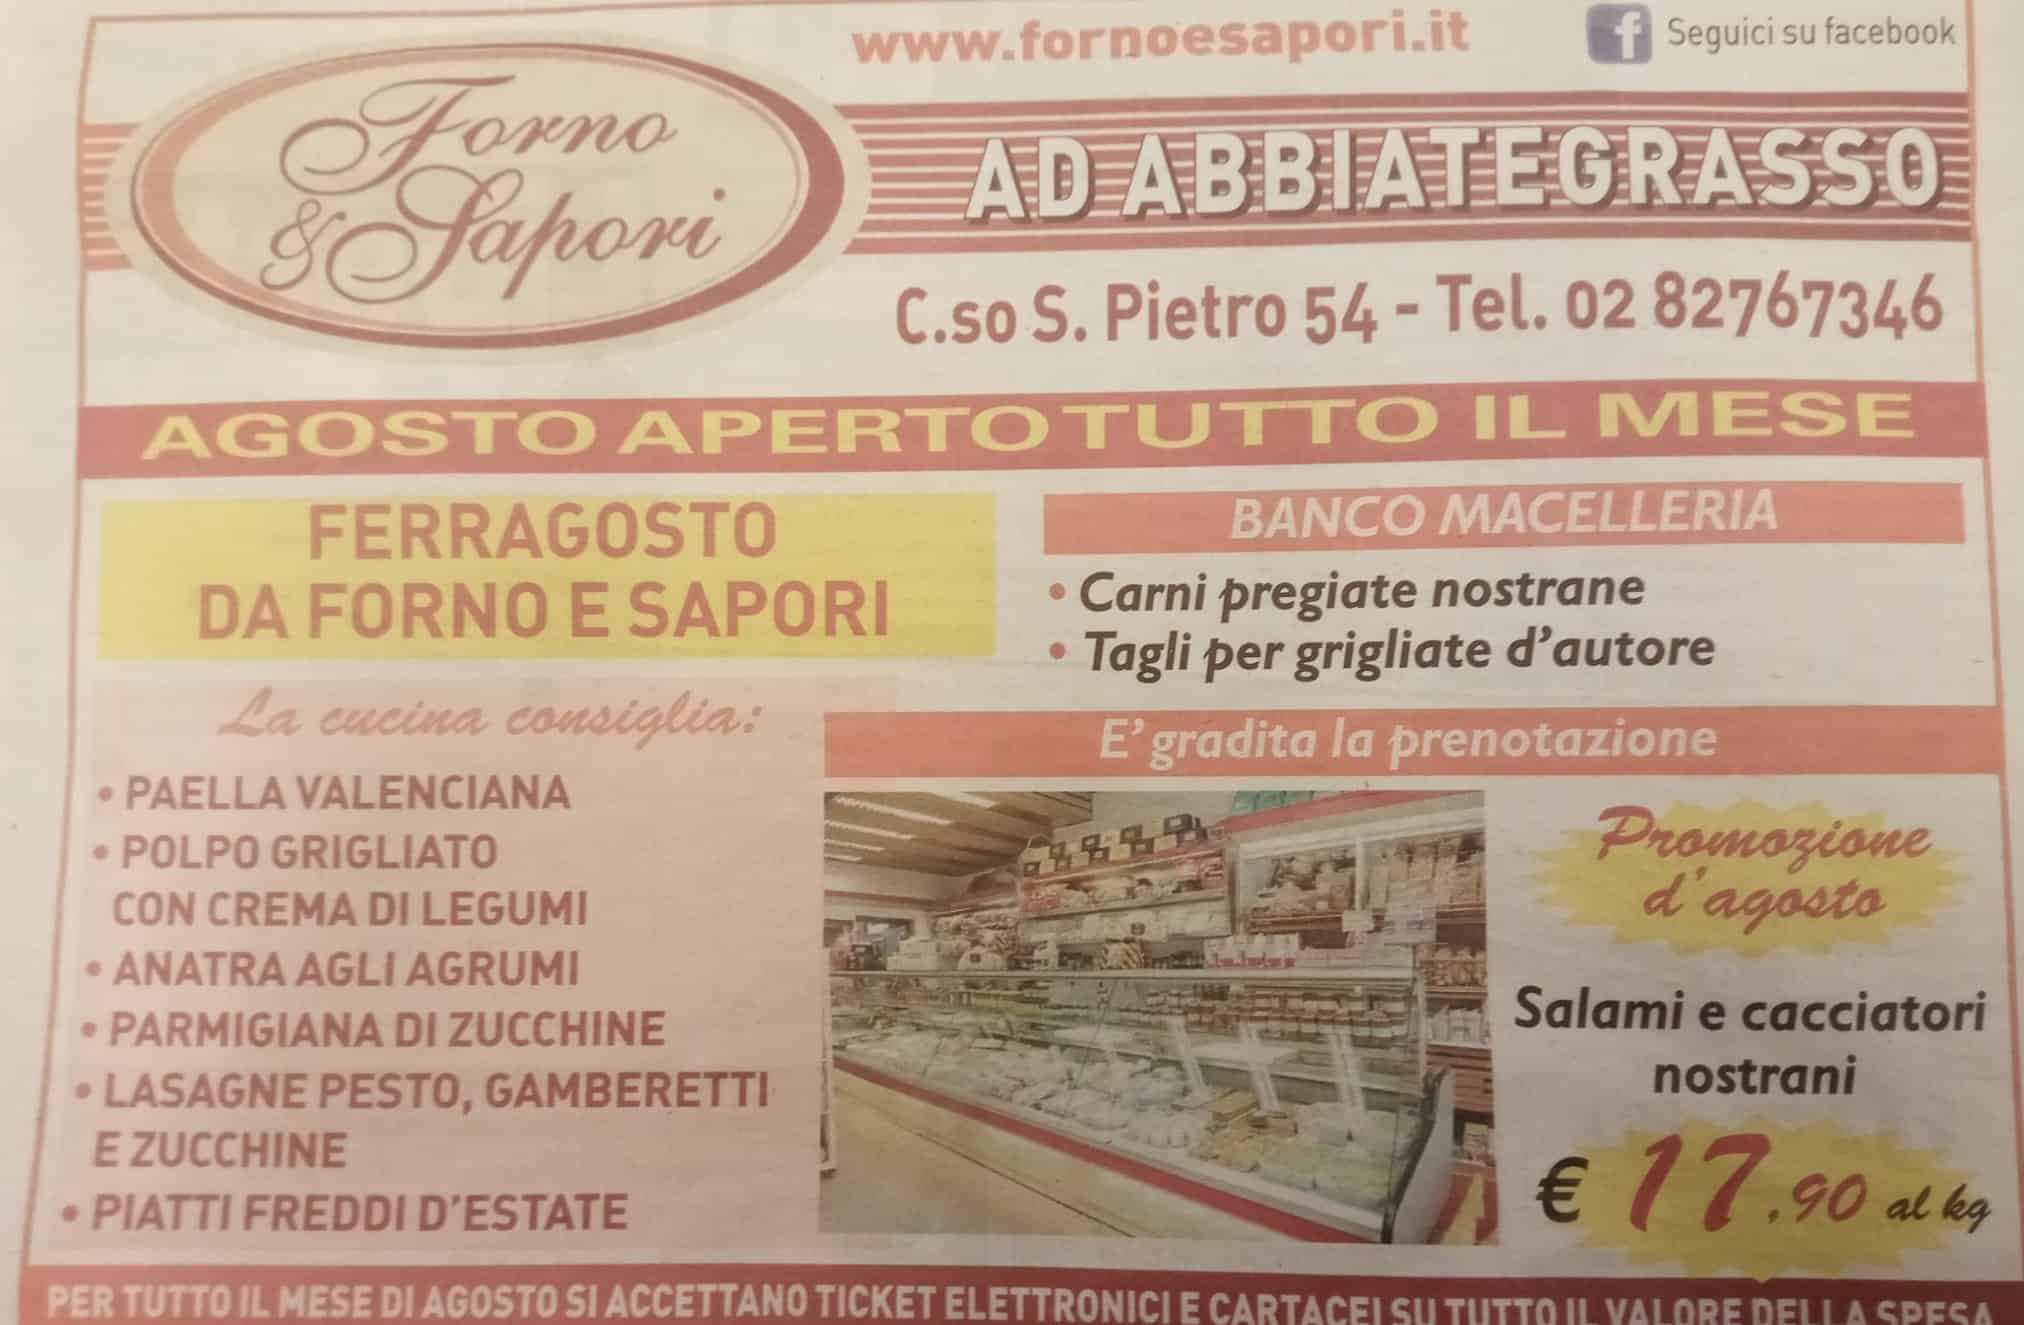 www.fornoesapori.it
f Seguici su facebook
Forno
& Sapori
AD ABBIATEGRASSO
C.so S. Pietro 54 - Tel. 02 82767346
AGOSTO APERTO TUTTO IL MESE
FERRAGOSTO
DA FORNO E SAPORI
La cucina consiglia:
• PAELLA VALENCIANA
• POLPO GRIGLIATO
CON CREMA DI LEGUMI
• ANATRA AGLI AGRUMI
• PARMIGIANA DI ZUCCHINE
• LASAGNE PESTO, GAMBERETTI
E ZUCCHINE
• PIATTI FREDDI D'ESTATE
BANCO MACELLERIA
• Carni pregiate nostrane
• Tagli per grigliate d'autore
E' gradita la prenotazione
Promozione
d'agosto
Salami e cacciatori
nostrani
€ 17,90 al kg
PER TUTTO IL MESE DI AGOSTO SI ACCETTANO TICKET ELETTRONICI E CARTACEI SU TUTTO IL VALORE DELLA SPESA